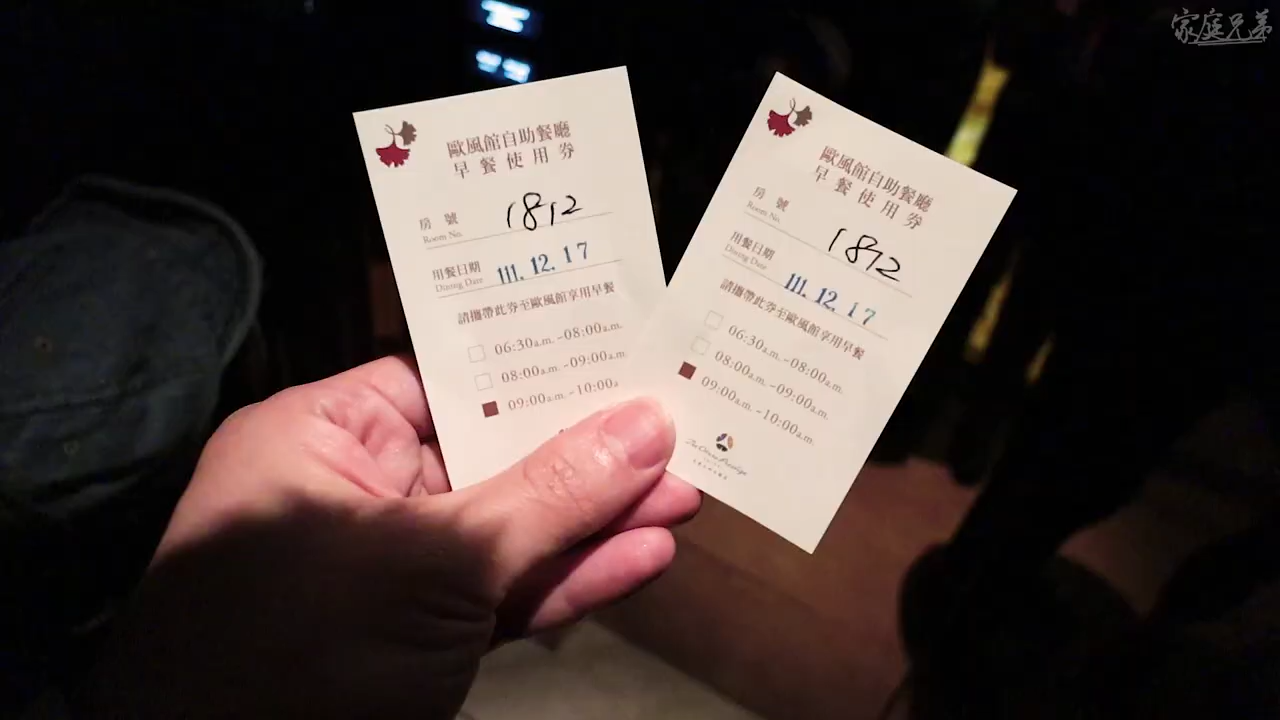 家庭兄弟
歐風館自助餐廳
早餐使用券
房號 1812
Room No.
用餐日期 111.12.17
Dining Date
請攜帶此券至歐風館享用早餐
06:30a.m.-08:00a.m.
08:00a.m.-09:00a.m.
09:00a.m.-10:00a
歐風館自助餐廳
早餐使用券
房號 1812
Room No.
用餐日期 111.12.17
Dining Date
請攜帶此券至歐風館享用早餐
06:30a.m.-08:00a.m.
08:00a.m.-09:00a.m.
09:00a.m.-10:00a.m.